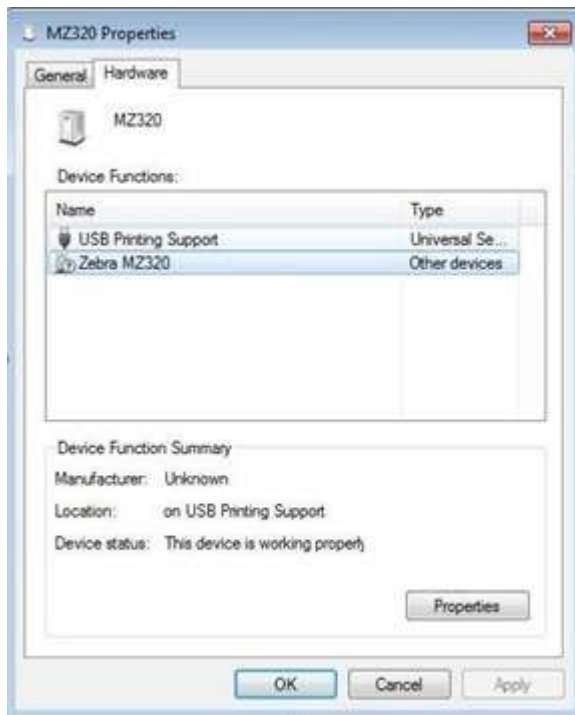 MZ320 Properties
General Hardware
MZ320
Device Functions:
Name Type
USB Printing Support Universal Se...
Zebra MZ320 Other devices
Device Function Summary
Manufacturer: Unknown
Location: on USB Printing Support
Device status: This device is working properly
Properties
OK Cancel Apply